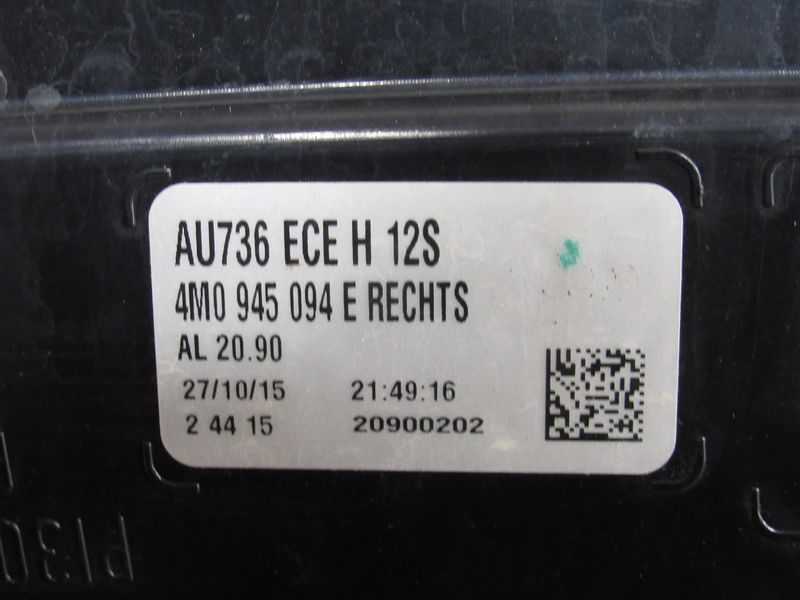 AU736 ECE H 12S
4M0 945 094 E RECHTS
AL 20.90
27/10/15 21:49:16
2 44 15 20900202